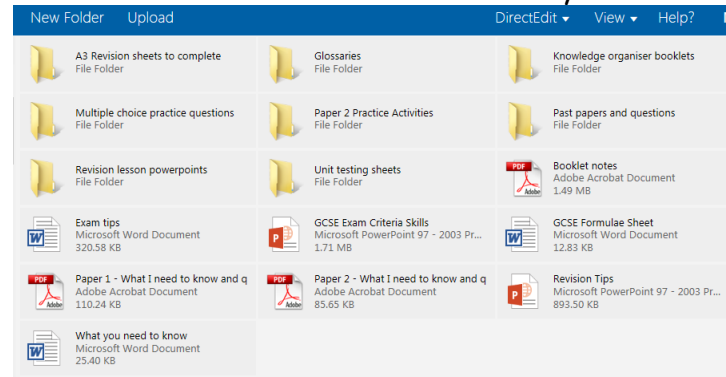 New Folder Upload DirectEdit View Help?
A3 Revision sheets to complete
File Folder
Glossaries
File Folder
Knowledge organiser booklets
File Folder
Multiple choice practice questions
File Folder
Paper 2 Practice Activities
File Folder
Past papers and questions
File Folder
Revision lesson powerpoints
File Folder
Unit testing sheets
File Folder
PDF
Adobe
Booklet notes
Adobe Acrobat Document
1.49 MB
W
Exam tips
Microsoft Word Document
320.58 KB
P
GCSE Exam Criteria Skills
Microsoft PowerPoint 97 - 2003 Pr...
1.71 MB
W
GCSE Formulae Sheet
Microsoft Word Document
12.83 KB
PDF
Adobe
Paper 1 - What I need to know and q
Adobe Acrobat Document
110.24 KB
PDF
Adobe
Paper 2 - What I need to know and q
Adobe Acrobat Document
85.65 KB
P
Revision Tips
Microsoft PowerPoint 97 - 2003 Pr...
893.50 KB
W
What you need to know
Microsoft Word Document
25.40 KB